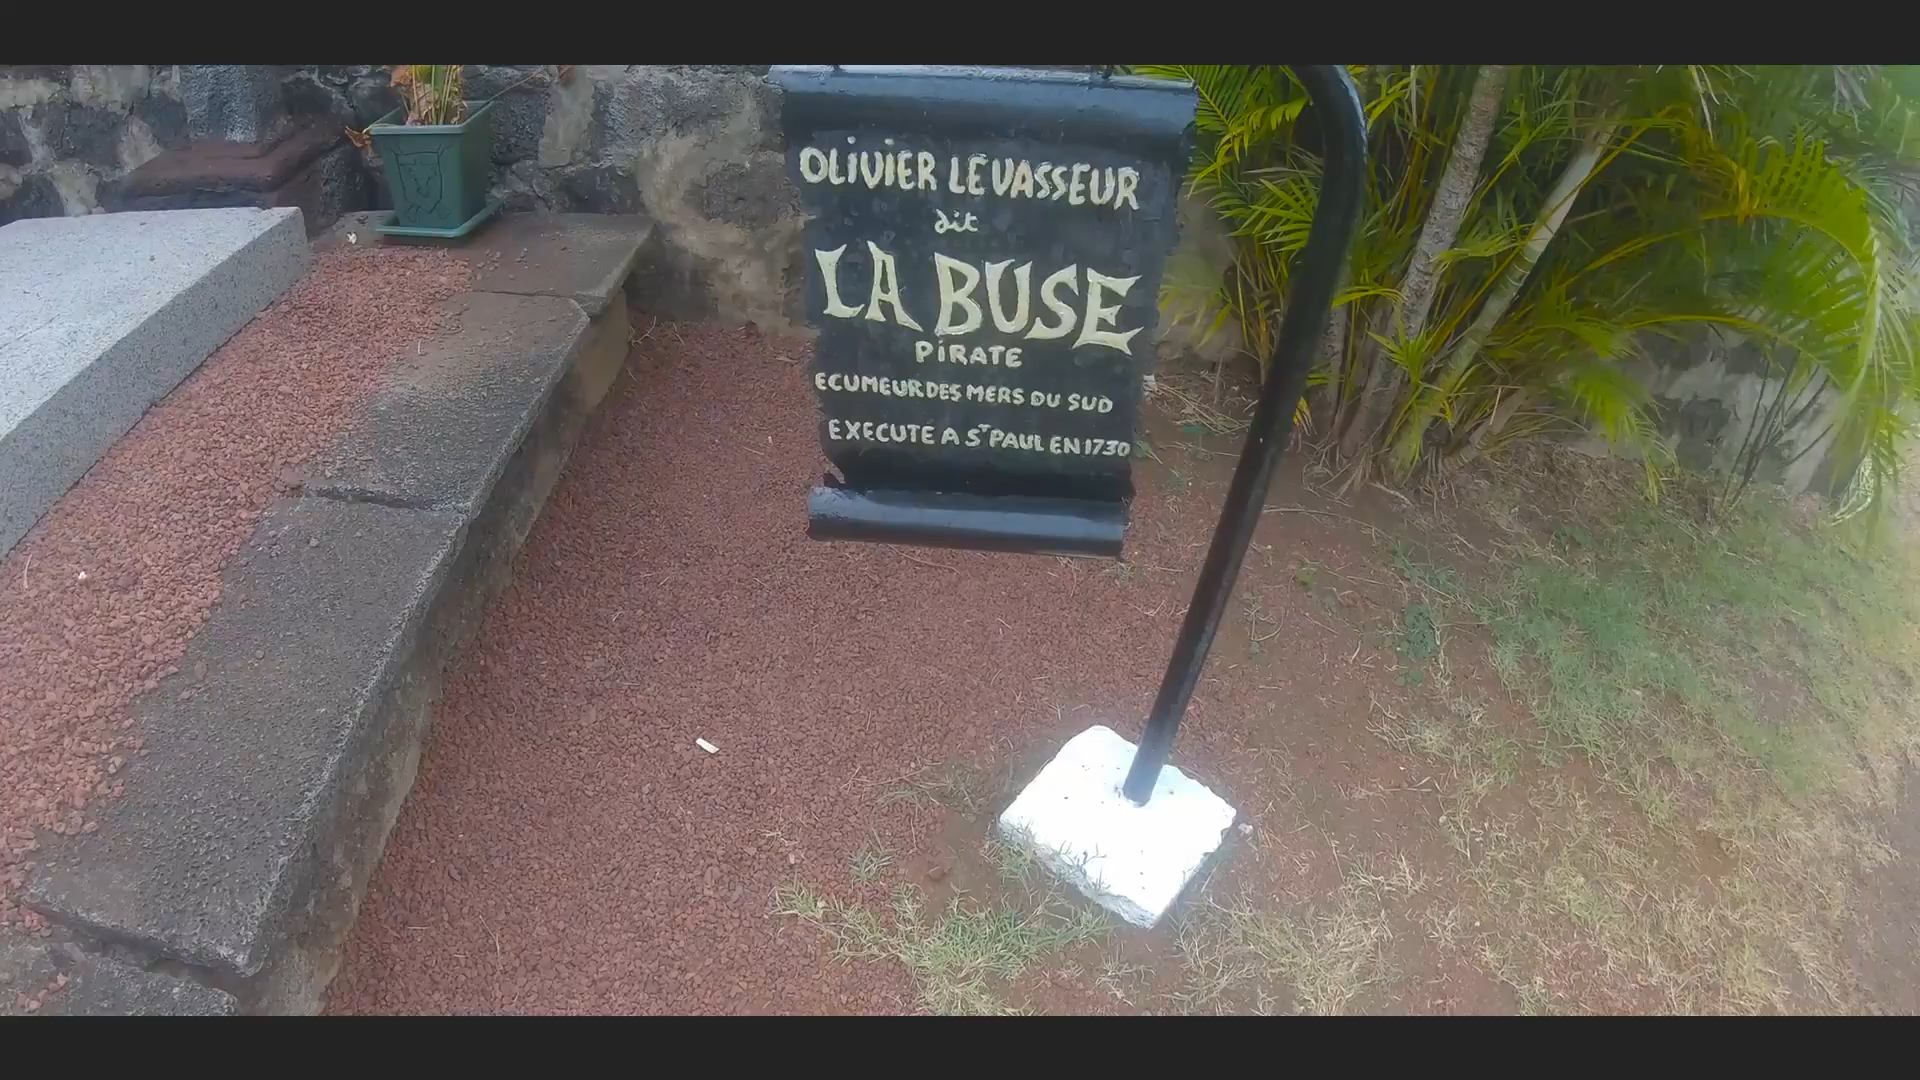 OLIVIER LEVASSEUR
dit
LA BUSE
PIRATE
ECUMEUR DES MERS DU SUD
EXECUTE A ST PAUL EN 1730